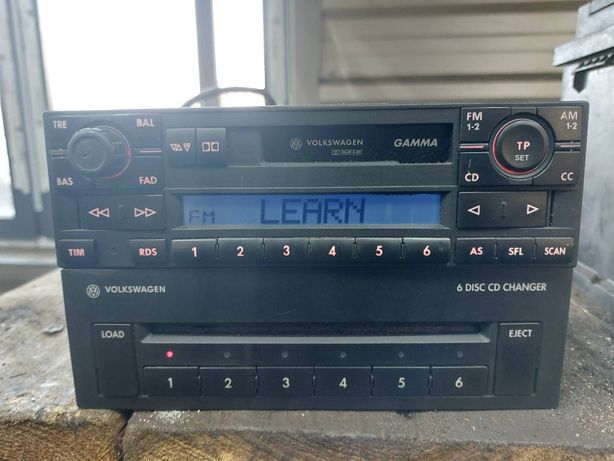 TRE BAL
VOLKSWAGEN GAMMA
FM 1-2
AM 1-2
TP SET
BAS FAD
CD CC
FM LEARN
TIM RDS 1 2 3 4 5 6 AS SFL SCAN
VOLKSWAGEN 6 DISC CD CHANGER
LOAD EJECT
1 2 3 4 5 6